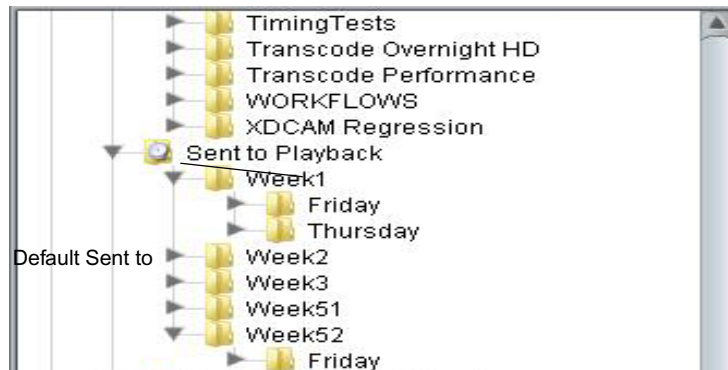 TimingTests
Transcode Overnight HD
Transcode Performance
WORKFLOWS
XDCAM Regression
Sent to Playback
Week1
Friday
Thursday
Default Sent to
Week2
Week3
Week51
Week52
Friday